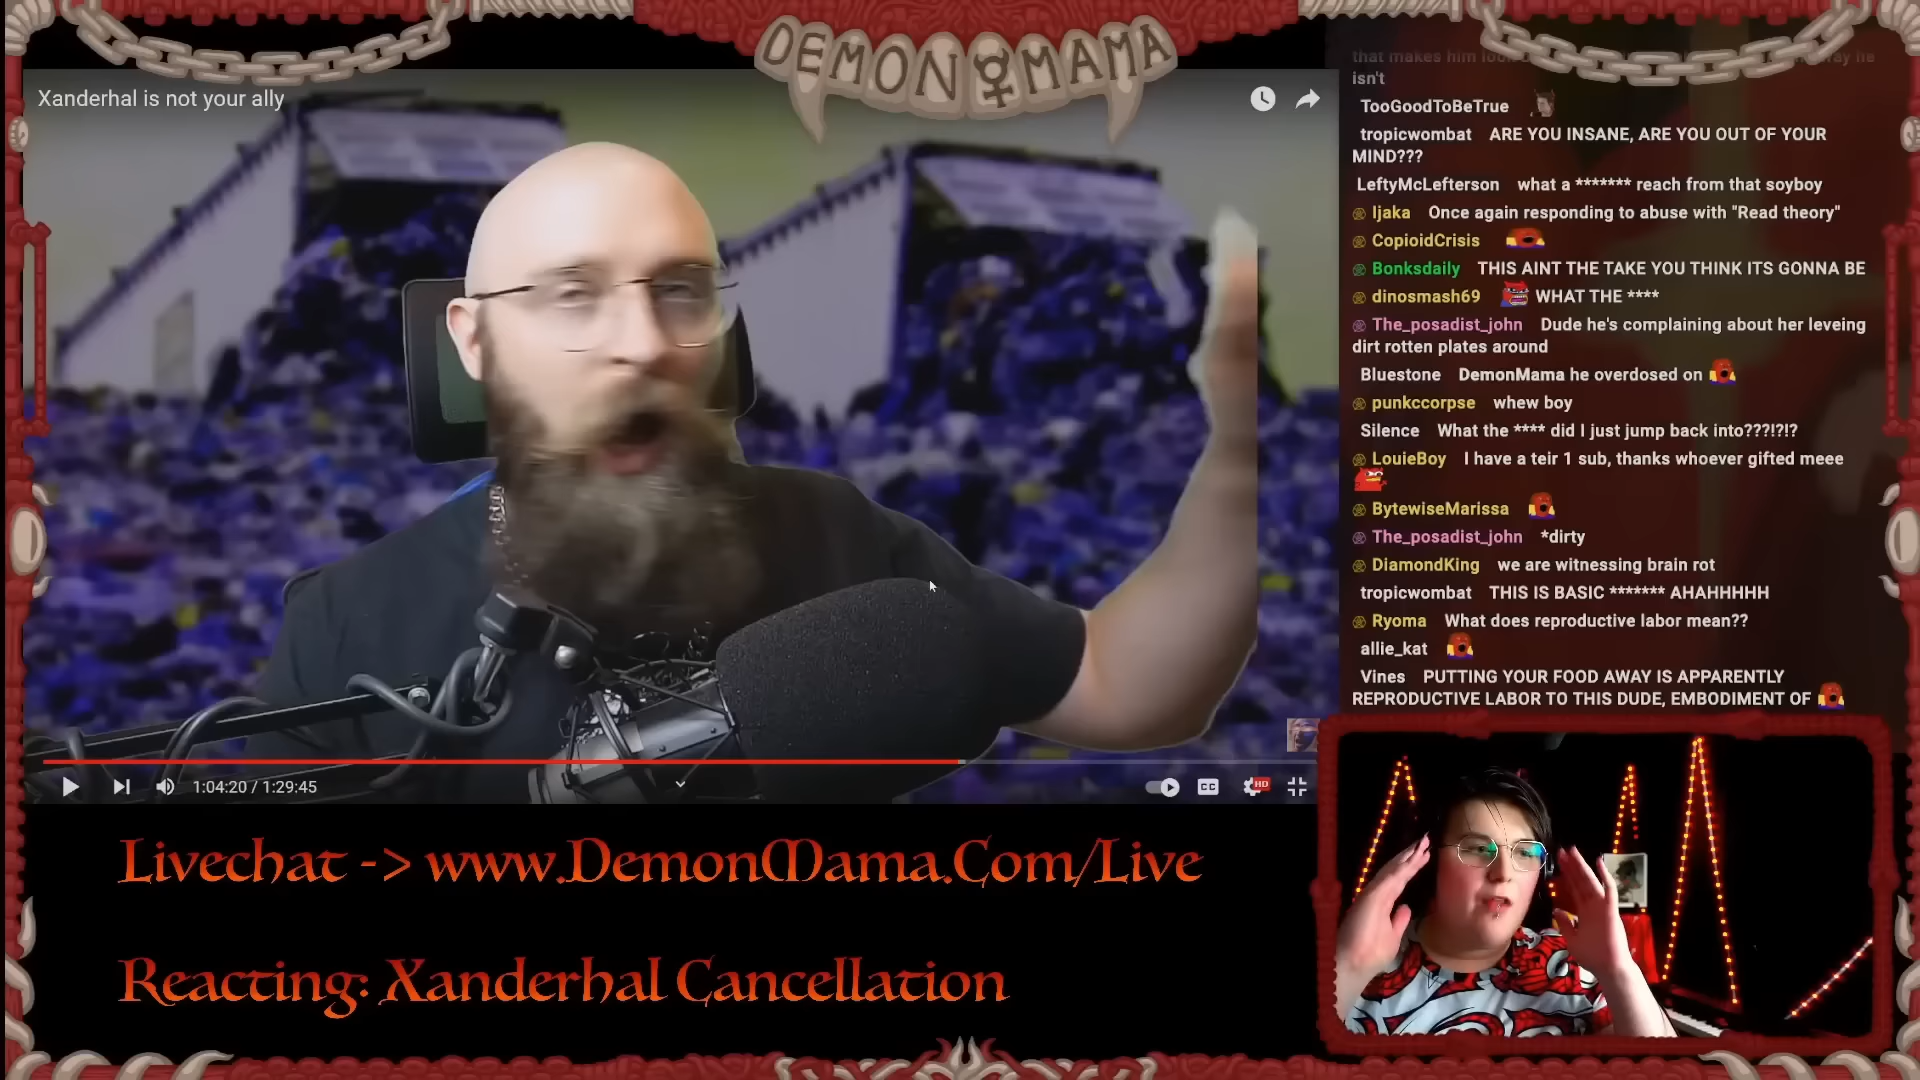 DEMON MAMA
Xanderhal is not your ally
that makes him
isn't
TooGoodToBeTrue
tropicwombat ARE YOU INSANE, ARE YOU OUT OF YOUR
MIND???
LeftyMcLefterson what a ******* reach from that soyboy
Ijaka Once again responding to abuse with "Read theory"
CopioidCrisis
Bonksdaily THIS AINT THE TAKE YOU THINK ITS GONNA BE
dinosmash69 WHAT THE ****
The_posadist_john Dude he's complaining about her leveing
dirt rotten plates around
Bluestone DemonMama he overdosed on
punkccorpse whew boy
Silence What the **** did I just jump back into???!?!?
LouieBoy I have a teir 1 sub, thanks whoever gifted meee
BytewiseMarissa
The_posadist_john *dirty
DiamondKing we are witnessing brain rot
tropicwombat THIS IS BASIC ******* AHAHHHHH
Ryoma What does reproductive labor mean??
allie_kat
Vines PUTTING YOUR FOOD AWAY IS APPARENTLY
REPRODUCTIVE LABOR TO THIS DUDE, EMBODIMENT OF
1:04:20 / 1:29:45
CC
HD
Livechat -> www.DemonMama.Com/Live
Reacting: Xanderhal Cancellation